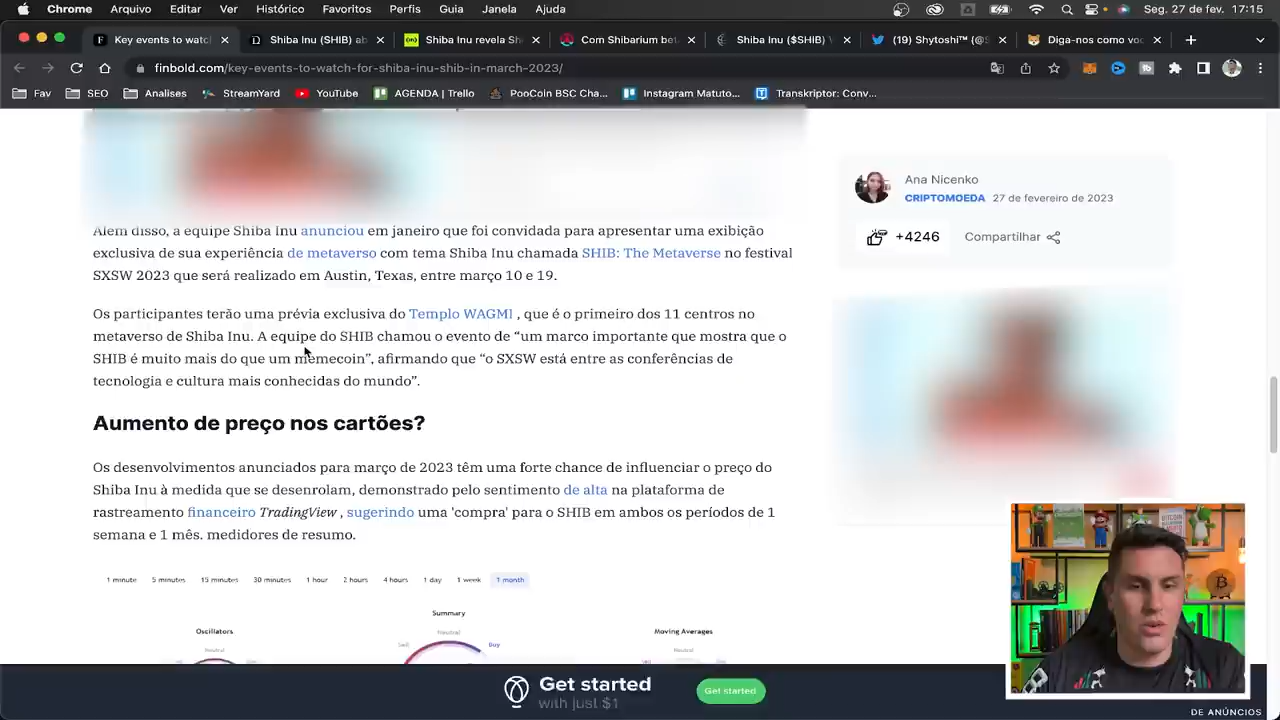 Chrome Histórico Favoritos Perfis Guia Janela Ajuda
Seg. 27 de fev. 17:15
Key events to watc
Shiba Inu (SHIB) ab
Shiba Inu revela Sh
Com Shibarium be
Shiba Inu ($SHIB)
(19) Shytoshi™ (@S
Diga-nos como voc
finbold.com/key-events-to-watch-for-shiba-inu-shib-in-march-2023/
Fav SEO Analises StreamYard YouTube AGENDA | Trello PooCoin BSC Cha... Instagram Matuto... Transkriptor: Conv...
Ana Nicenko
CRIPTOMOEDA 27 de fevereiro de 2023
+4246 Compartilhar
Além disso, a equipe Shiba Inu anunciou em janeiro que foi convidada para apresentar uma exibição
exclusiva de sua experiência de metaverso com tema Shiba Inu chamada SHIB: The Metaverse no festival
SXSW 2023 que será realizado em Austin, Texas, entre março 10 e 19.
Os participantes terão uma prévia exclusiva do Templo WAGMI , que é o primeiro dos 11 centros no
metaverso de Shiba Inu. A equipe do SHIB chamou o evento de “um marco importante que mostra que o
SHIB é muito mais do que um memecoin”, afirmando que “o SXSW está entre as conferências de
tecnologia e cultura mais conhecidas do mundo”.
Aumento de preço nos cartões?
Os desenvolvimentos anunciados para março de 2023 têm uma forte chance de influenciar o preço do
Shiba Inu à medida que se desenrolam, demonstrado pelo sentimento de alta na plataforma de
rastreamento financeiro TradingView , sugerindo uma 'compra' para o SHIB em ambos os períodos de 1
semana e 1 mês. medidores de resumo.
1 minute 5 minutes 15 minutes 30 minutes 1 hour 2 hours 4 hours 1 day 1 week 1 month
Summary
Oscillators
Moving Averages
Neutral
Neutral
Neutral
Sell
Buy
Sell
BITCOIN
Get started
with just $1
Get started
DE ANÚNCIOS